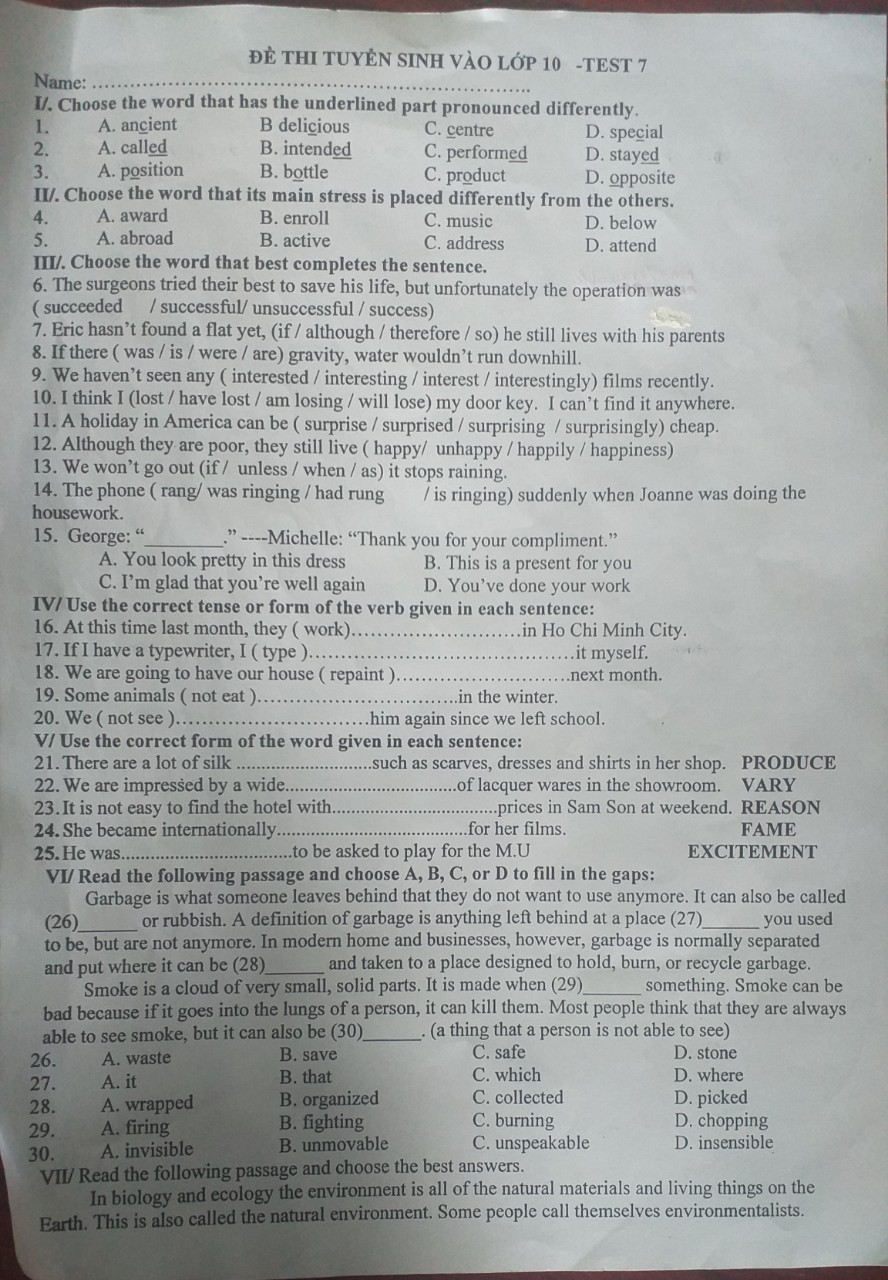 ĐỀ THI TUYỂN SINH VÀO LỚP 10 -TEST 7
Name: ............................................................
I/. Choose the word that has the underlined part pronounced differently.
1. A. ancient B delicious C. centre D. special
2. A. called B. intended C. performed D. stayed
3. A. position B. bottle C. product D. opposite
II/. Choose the word that its main stress is placed differently from the others.
4. A. award B. enroll C. music D. below
5. A. abroad B. active C. address D. attend
III/. Choose the word that best completes the sentence.
6. The surgeons tried their best to save his life, but unfortunately the operation was
( succeeded / successful/ unsuccessful / success)
7. Eric hasn't found a flat yet, (if / although / therefore / so) he still lives with his parents
8. If there ( was / is / were / are) gravity, water wouldn't run downhill.
9. We haven't seen any ( interested / interesting / interest / interestingly) films recently.
10. I think I (lost / have lost / am losing / will lose) my door key. I can't find it anywhere.
11. A holiday in America can be ( surprise / surprised / surprising / surprisingly) cheap.
12. Although they are poor, they still live ( happy/ unhappy / happily / happiness)
13. We won't go out (if / unless / when / as) it stops raining.
14. The phone ( rang/ was ringing / had rung / is ringing) suddenly when Joanne was doing the
housework.
15. George: "________." ----Michelle: "Thank you for your compliment."
A. You look pretty in this dress B. This is a present for you
C. I'm glad that you're well again D. You've done your work
IV/ Use the correct tense or form of the verb given in each sentence:
16. At this time last month, they ( work)............................in Ho Chi Minh City.
17. If I have a typewriter, I ( type )............................................it myself.
18. We are going to have our house ( repaint )............................next month.
19. Some animals ( not eat )................................in the winter.
20. We ( not see )...............................him again since we left school.
V/ Use the correct form of the word given in each sentence:
21. There are a lot of silk .......................such as scarves, dresses and shirts in her shop. PRODUCE
22. We are impressed by a wide..................................of lacquer wares in the showroom. VARY
23. It is not easy to find the hotel with.................................prices in Sam Son at weekend. REASON
24. She became internationally......................................for her films. FAME
25. He was..................................to be asked to play for the M.U EXCITEMENT
VI/ Read the following passage and choose A, B, C, or D to fill in the gaps:
Garbage is what someone leaves behind that they do not want to use anymore. It can also be called
(26)______ or rubbish. A definition of garbage is anything left behind at a place (27)______ you used
to be, but are not anymore. In modern home and businesses, however, garbage is normally separated
and put where it can be (28)______ and taken to a place designed to hold, burn, or recycle garbage.
Smoke is a cloud of very small, solid parts. It is made when (29)______ something. Smoke can be
bad because if it goes into the lungs of a person, it can kill them. Most people think that they are always
able to see smoke, but it can also be (30)______. (a thing that a person is not able to see)
26. A. waste B. save C. safe D. stone
27. A. it B. that C. which D. where
28. A. wrapped B. organized C. collected D. picked
29. A. firing B. fighting C. burning D. chopping
30. A. invisible B. unmovable C. unspeakable D. insensible
VII/ Read the following passage and choose the best answers.
In biology and ecology the environment is all of the natural materials and living things on the
Earth. This is also called the natural environment. Some people call themselves environmentalists.